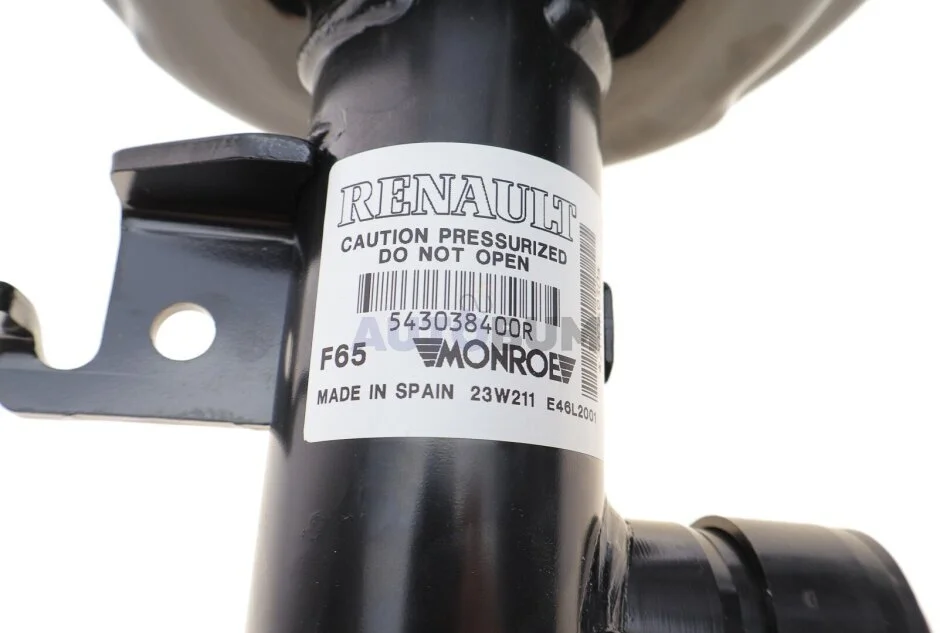 RENAULT
CAUTION PRESSURIZED
DO NOT OPEN
543038400R
F65 MONROE
MADE IN SPAIN 23W211 E46L2001